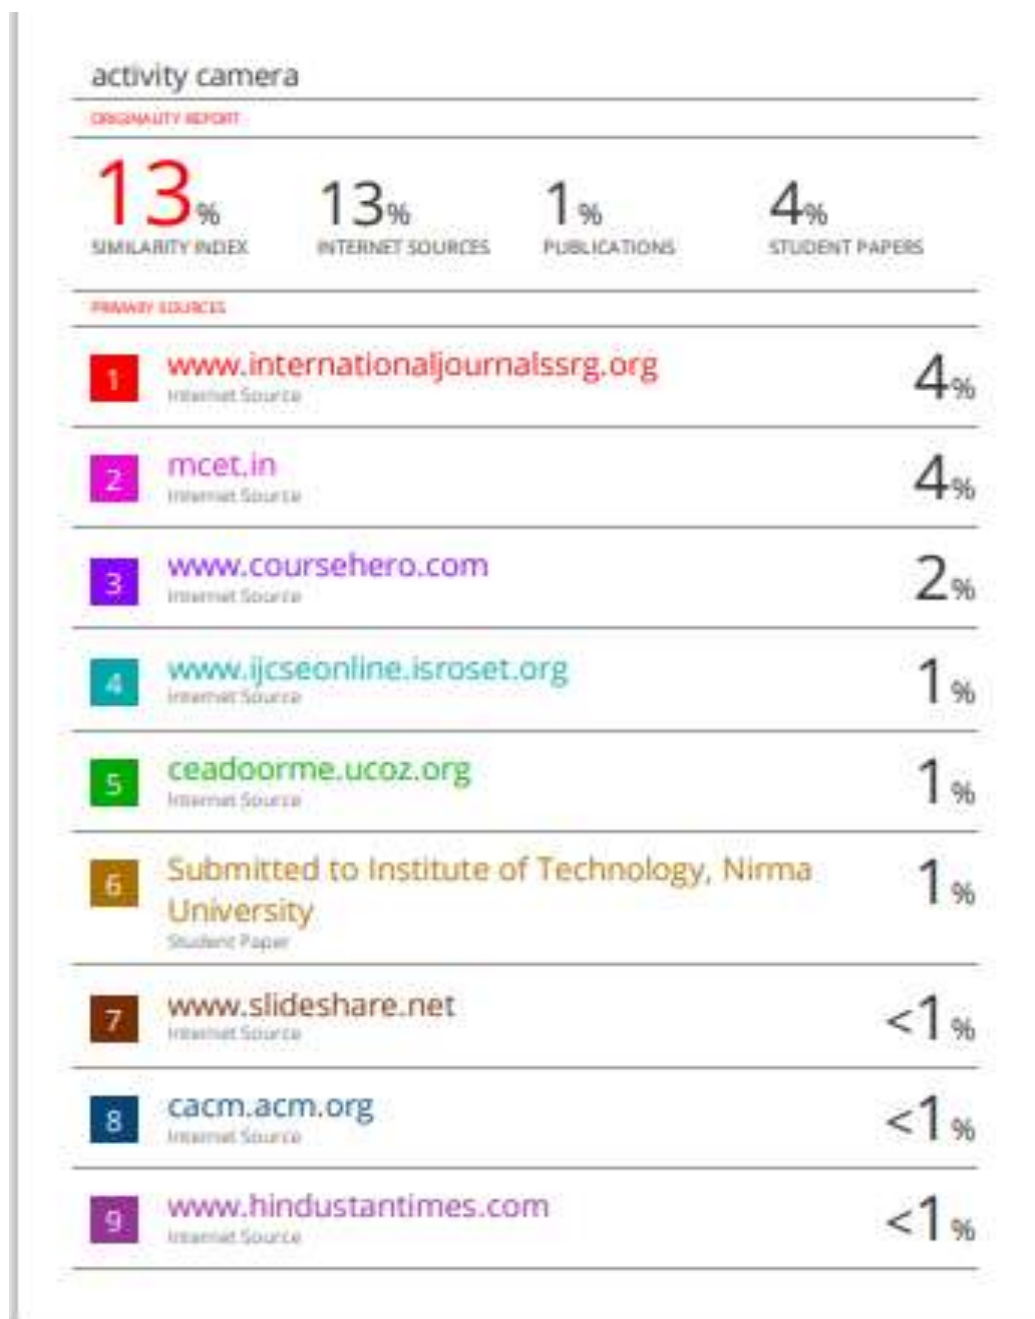 activity camera
ORIGINALITY REPORT
13% 13% 1% 4%
SIMILARITY INDEX INTERNET SOURCES PUBLICATIONS STUDENT PAPERS
PRIMARY SOURCES
1 www.internationaljournalssrg.org 4%
Internet Source
2 mcet.in 4%
Internet Source
3 www.coursehero.com 2%
Internet Source
4 www.ijcseonline.isroset.org 1%
Internet Source
5 ceadoorme.ucoz.org 1%
Internet Source
6 Submitted to Institute of Technology, Nirma 1%
University
Student Paper
7 www.slideshare.net <1%
Internet Source
8 cacm.acm.org <1%
Internet Source
9 www.hindustantimes.com <1%
Internet Source